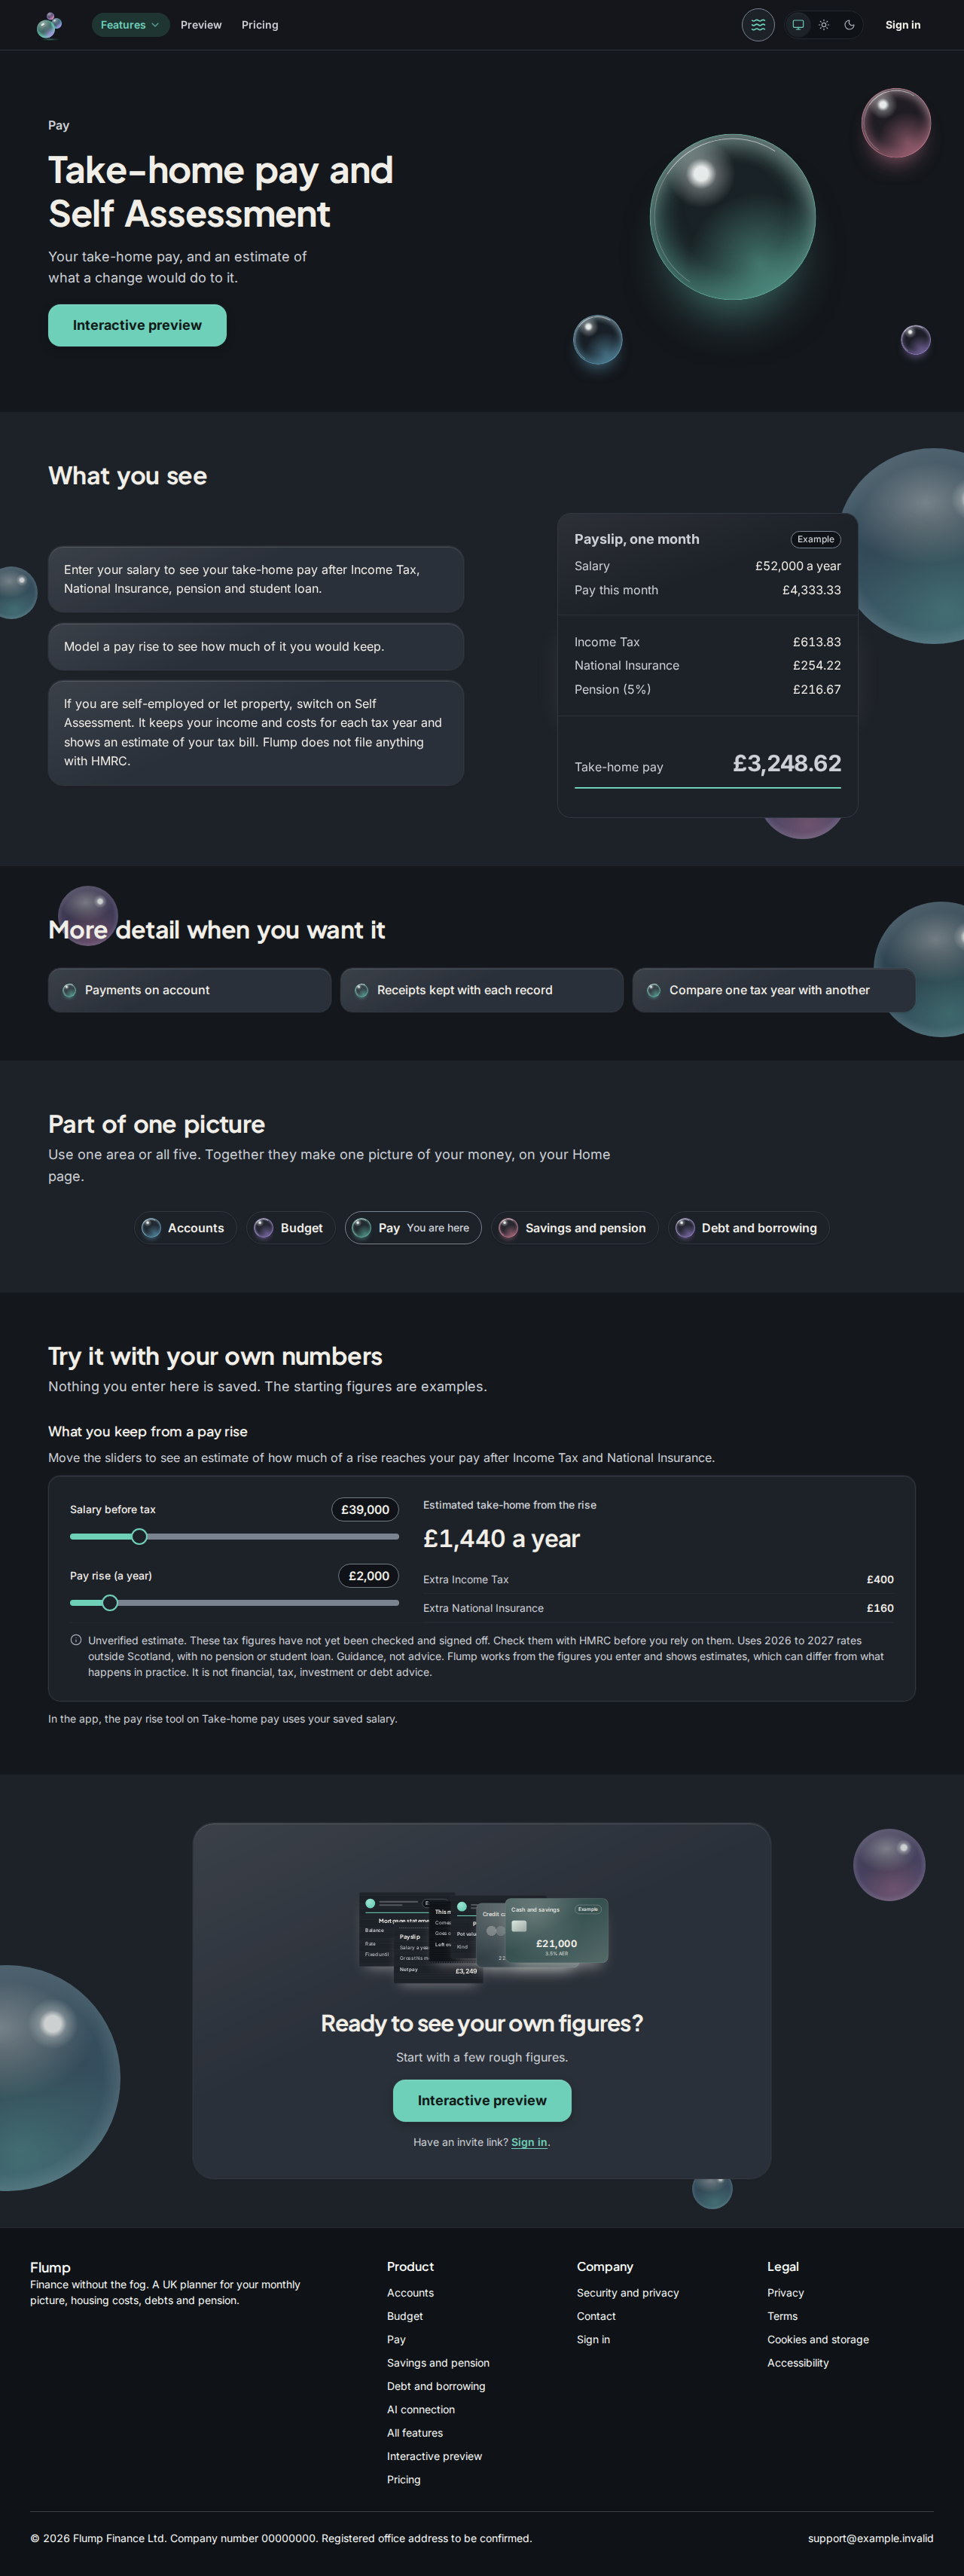 Features
Preview
Pricing
Sign in
Pay
Take-home pay and
Self Assessment
Your take-home pay, and an estimate of
what a change would do to it.
Interactive preview
What you see
Enter your salary to see your take-home pay after Income Tax,
National Insurance, pension and student loan.
Model a pay rise to see how much of it you would keep.
If you are self-employed or let property, switch on Self
Assessment. It keeps your income and costs for each tax year and
shows an estimate of your tax bill. Flump does not file anything
with HMRC.
Payslip, one month Example
Salary £52,000 a year
Pay this month £4,333.33
Income Tax £613.83
National Insurance £254.22
Pension (5%) £216.67
Take-home pay £3,248.62
More detail when you want it
Payments on account
Receipts kept with each record
Compare one tax year with another
Part of one picture
Use one area or all five. Together they make one picture of your money, on your Home
page.
Accounts
Budget
Pay You are here
Savings and pension
Debt and borrowing
Try it with your own numbers
Nothing you enter here is saved. The starting figures are examples.
What you keep from a pay rise
Move the sliders to see an estimate of how much of a rise reaches your pay after Income Tax and National Insurance.
Salary before tax £39,000
Pay rise (a year) £2,000
Estimated take-home from the rise
£1,440 a year
Extra Income Tax £400
Extra National Insurance £160
Unverified estimate. These tax figures have not yet been checked and signed off. Check them with HMRC before you rely on them. Uses 2026 to 2027 rates
outside Scotland, with no pension or student loan. Guidance, not advice. Flump works from the figures you enter and shows estimates, which can differ from what
happens in practice. It is not financial, tax, investment or debt advice.
In the app, the pay rise tool on Take-home pay uses your saved salary.
Balance
Rate
Payslip
Net pay £3,249
Kind
Cash and savings Example
£21,000
3.5% AER
Ready to see your own figures?
Start with a few rough figures.
Interactive preview
Have an invite link? Sign in.
Flump
Finance without the fog. A UK planner for your monthly
picture, housing costs, debts and pension.
Product
Accounts
Budget
Pay
Savings and pension
Debt and borrowing
AI connection
All features
Interactive preview
Pricing
Company
Security and privacy
Contact
Sign in
Legal
Privacy
Terms
Cookies and storage
Accessibility
© 2026 Flump Finance Ltd. Company number 00000000. Registered office address to be confirmed.
support@example.invalid